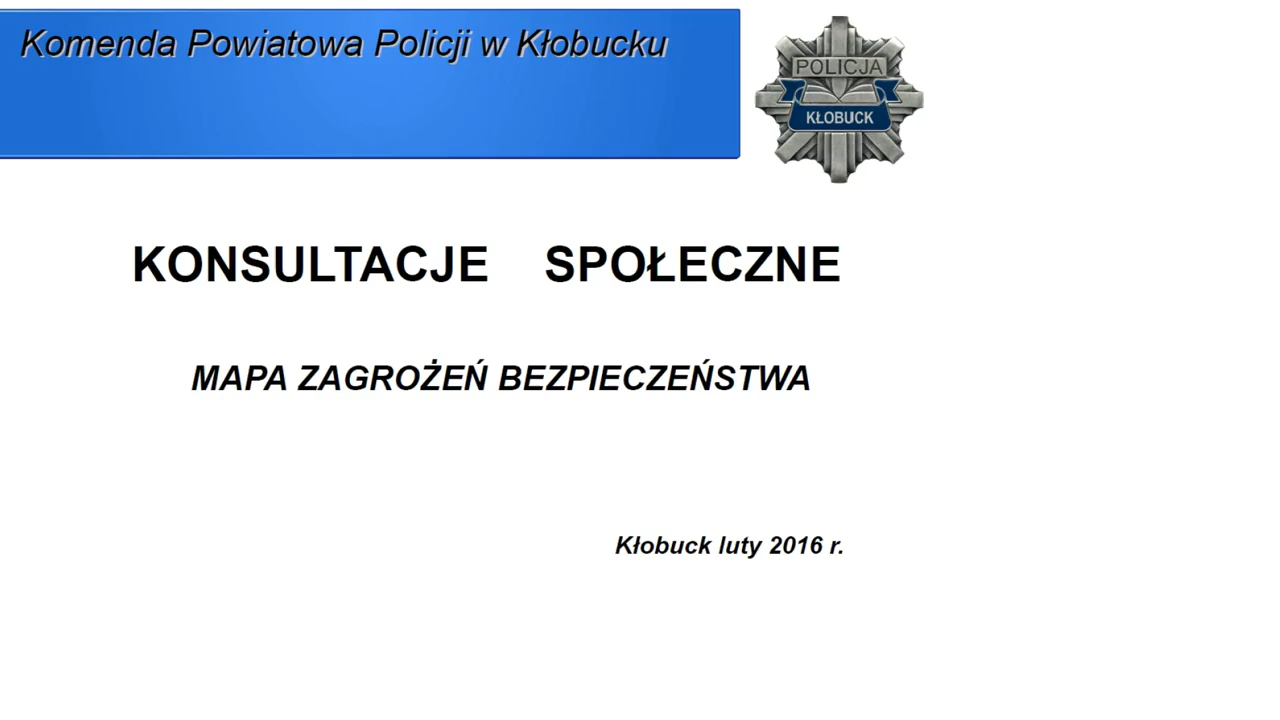 Komenda Powiatowa Policji w Kłobucku
POLICJA
KŁOBUCK
KONSULTACJE SPOŁECZNE
MAPA ZAGROŻEŃ BEZPIECZEŃSTWA
Kłobuck luty 2016 r.